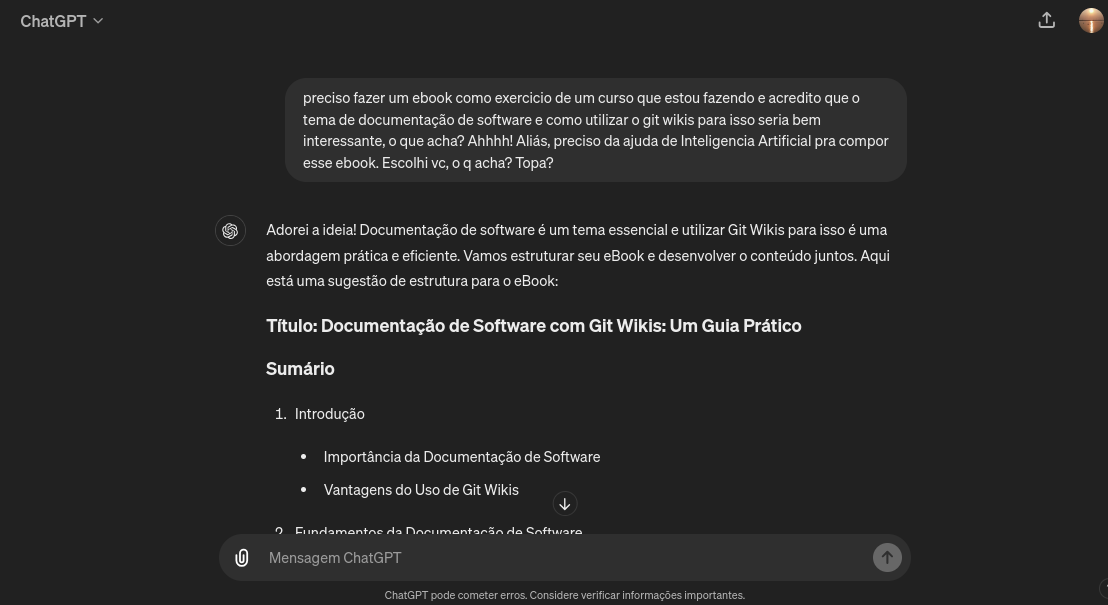 ChatGPT
preciso fazer um ebook como exercicio de um curso que estou fazendo e acredito que o
tema de documentação de software e como utilizar o git wikis para isso seria bem
interessante, o que acha? Ahhhh! Aliás, preciso da ajuda de Inteligencia Artificial pra compor
esse ebook. Escolhi vc, o q acha? Topa?
Adorei a ideia! Documentação de software é um tema essencial e utilizar Git Wikis para isso é uma
abordagem prática e eficiente. Vamos estruturar seu eBook e desenvolver o conteúdo juntos. Aqui
está uma sugestão de estrutura para o eBook:
Título: Documentação de Software com Git Wikis: Um Guia Prático
Sumário
1. Introdução
• Importância da Documentação de Software
• Vantagens do Uso de Git Wikis
2. Fundamentos da Documentação de Software
Mensagem ChatGPT
ChatGPT pode cometer erros. Considere verificar informações importantes.